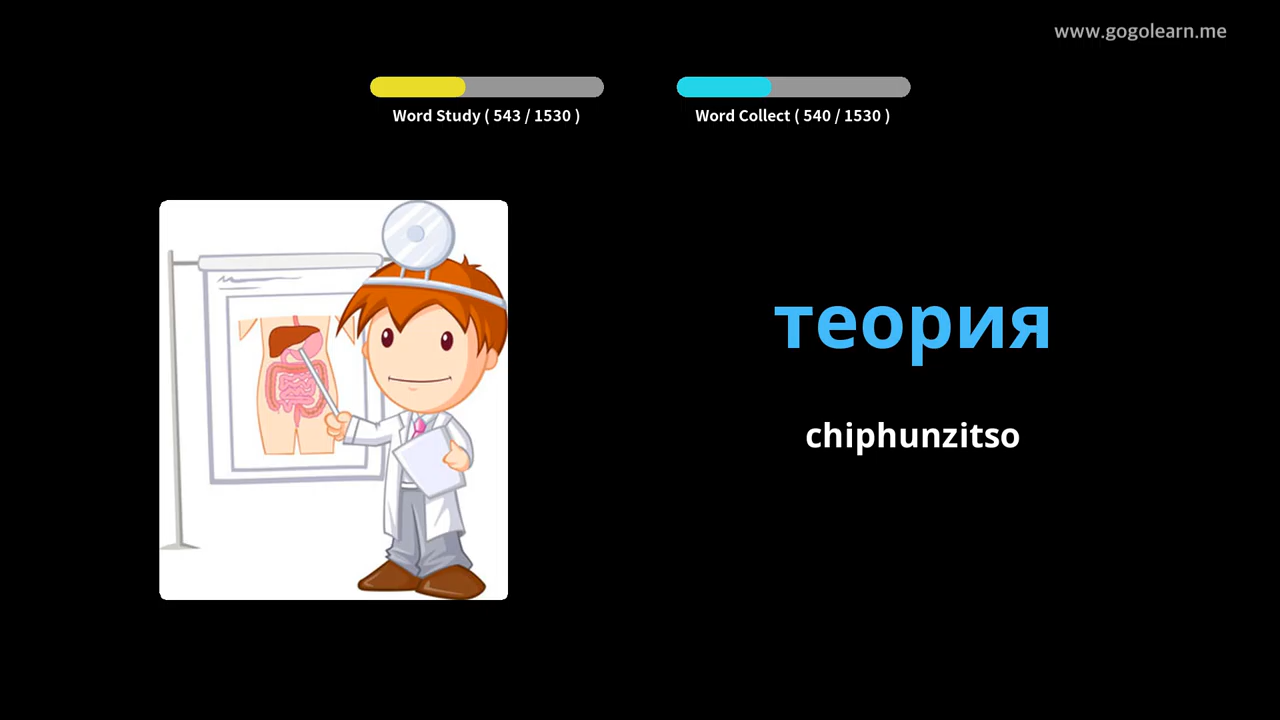 www.gogolearn.me
Word Study ( 543 / 1530 )
Word Collect ( 540 / 1530 )
теория
chiphunzitso